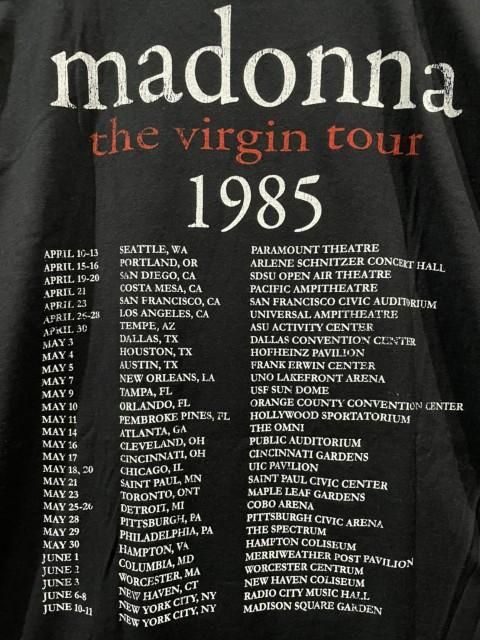 madonna
the virgin tour
1985
APRIL 10-13 SEATTLE, WA PARAMOUNT THEATRE
APRIL 15-16 PORTLAND, OR ARLENE SCHNITZER CONCERT HALL
APRIL 19-20 SAN DIEGO, CA SDSU OPEN AIR THEATRE
APRIL 21 COSTA MESA, CA PACIFIC AMPITHEATRE
APRIL 23 SAN FRANCISCO, CA SAN FRANCISCO CIVIC AUDITORIUM
APRIL 26-28 LOS ANGELES, CA UNIVERSAL AMPITHEATRE
APRIL 30 TEMPE, AZ ASU ACTIVITY CENTER
MAY 3 DALLAS, TX DALLAS CONVENTION CENTER
MAY 4 HOUSTON, TX HOFHEINZ PAVILION
MAY 5 AUSTIN, TX FRANK ERWIN CENTER
MAY 7 NEW ORLEANS, LA UNO LAKEFRONT ARENA
MAY 9 TAMPA, FL USF SUN DOME
MAY 10 ORLANDO, FL ORANGE COUNTY CONVENTION CENTER
MAY 11 PEMBROKE PINES, FL HOLLYWOOD SPORTATORIUM
MAY 14 ATLANTA, GA THE OMNI
MAY 16 CLEVELAND, OH PUBLIC AUDITORIUM
MAY 17 CINCINNATI, OH CINCINNATI GARDENS
MAY 18, 20 CHICAGO, IL UIC PAVILION
MAY 21 SAINT PAUL, MN SAINT PAUL CIVIC CENTER
MAY 23 TORONTO, ONT MAPLE LEAF GARDENS
MAY 25-26 DETROIT, MI COBO ARENA
MAY 28 PITTSBURGH, PA PITTSBURGH CIVIC ARENA
MAY 29 PHILADELPHIA, PA THE SPECTRUM
MAY 30 HAMPTON, VA HAMPTON COLISEUM
JUNE 1 COLUMBIA, MD MERRIWEATHER POST PAVILION
JUNE 2 WORCESTER, MA WORCESTER CENTRUM
JUNE 3 NEW HAVEN, CT NEW HAVEN COLISEUM
JUNE 6-8 NEW YORK CITY, NY RADIO CITY MUSIC HALL
JUNE 10-11 NEW YORK CITY, NY MADISON SQUARE GARDEN